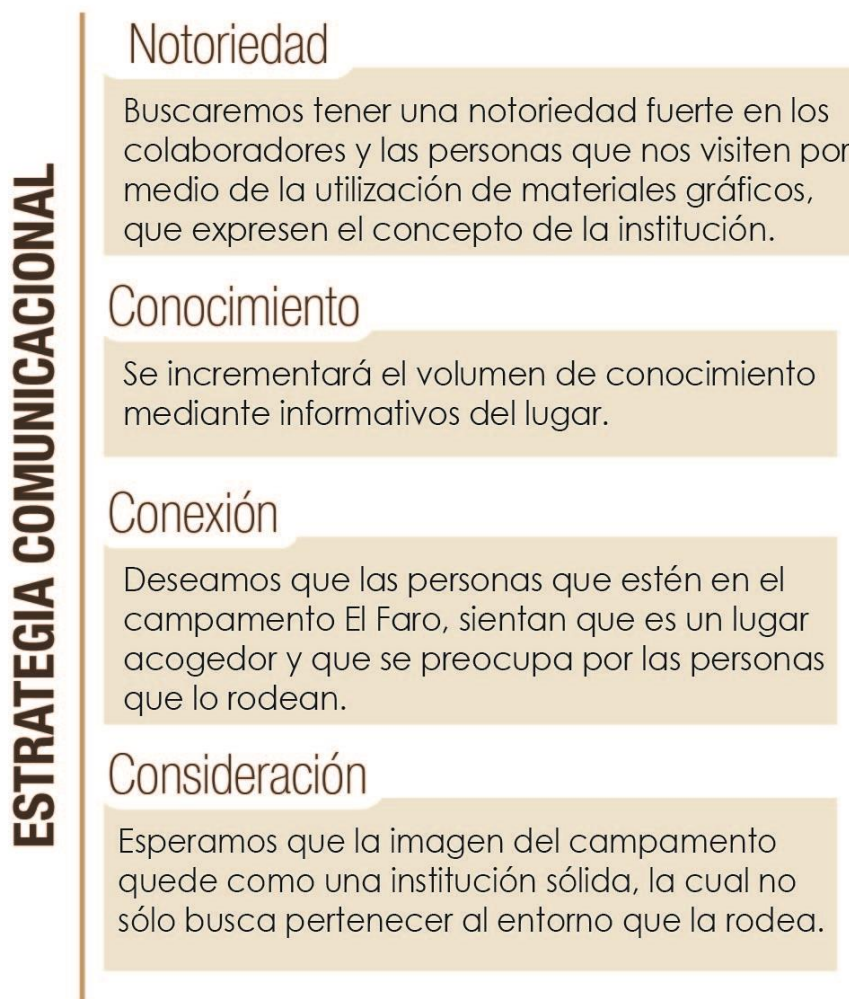 ESTRATEGIA COMUNICACIONAL
Notoriedad
Buscaremos tener una notoriedad fuerte en los
colaboradores y las personas que nos visiten por
medio de la utilización de materiales gráficos,
que expresen el concepto de la institución.
Conocimiento
Se incrementará el volumen de conocimiento
mediante informativos del lugar.
Conexión
Deseamos que las personas que estén en el
campamento El Faro, sientan que es un lugar
acogedor y que se preocupa por las personas
que lo rodean.
Consideración
Esperamos que la imagen del campamento
quede como una institución sólida, la cual no
sólo busca pertenecer al entorno que la rodea.